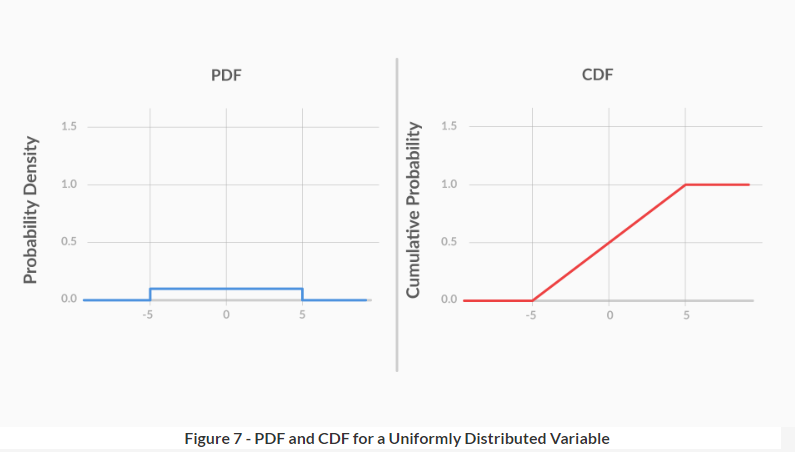 PDF
Probability Density
1.5
1.0
0.5
0.0
-5 0 5
CDF
Cumulative Probability
1.5
1.0
0.5
0.0
-5 0 5
Figure 7 - PDF and CDF for a Uniformly Distributed Variable